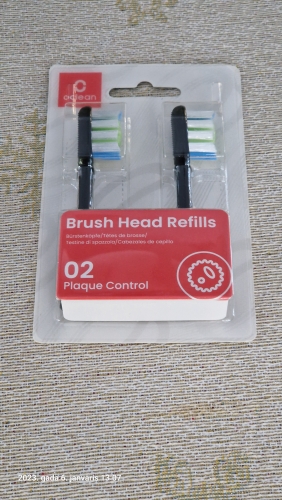 oclean
Brush Head Refills
Bürstenköpfe/Têtes de brosse/
Testine di spazzola/Cabezales de cepillo
02
Plaque Control
2023. gada 6. janvāris 13:07